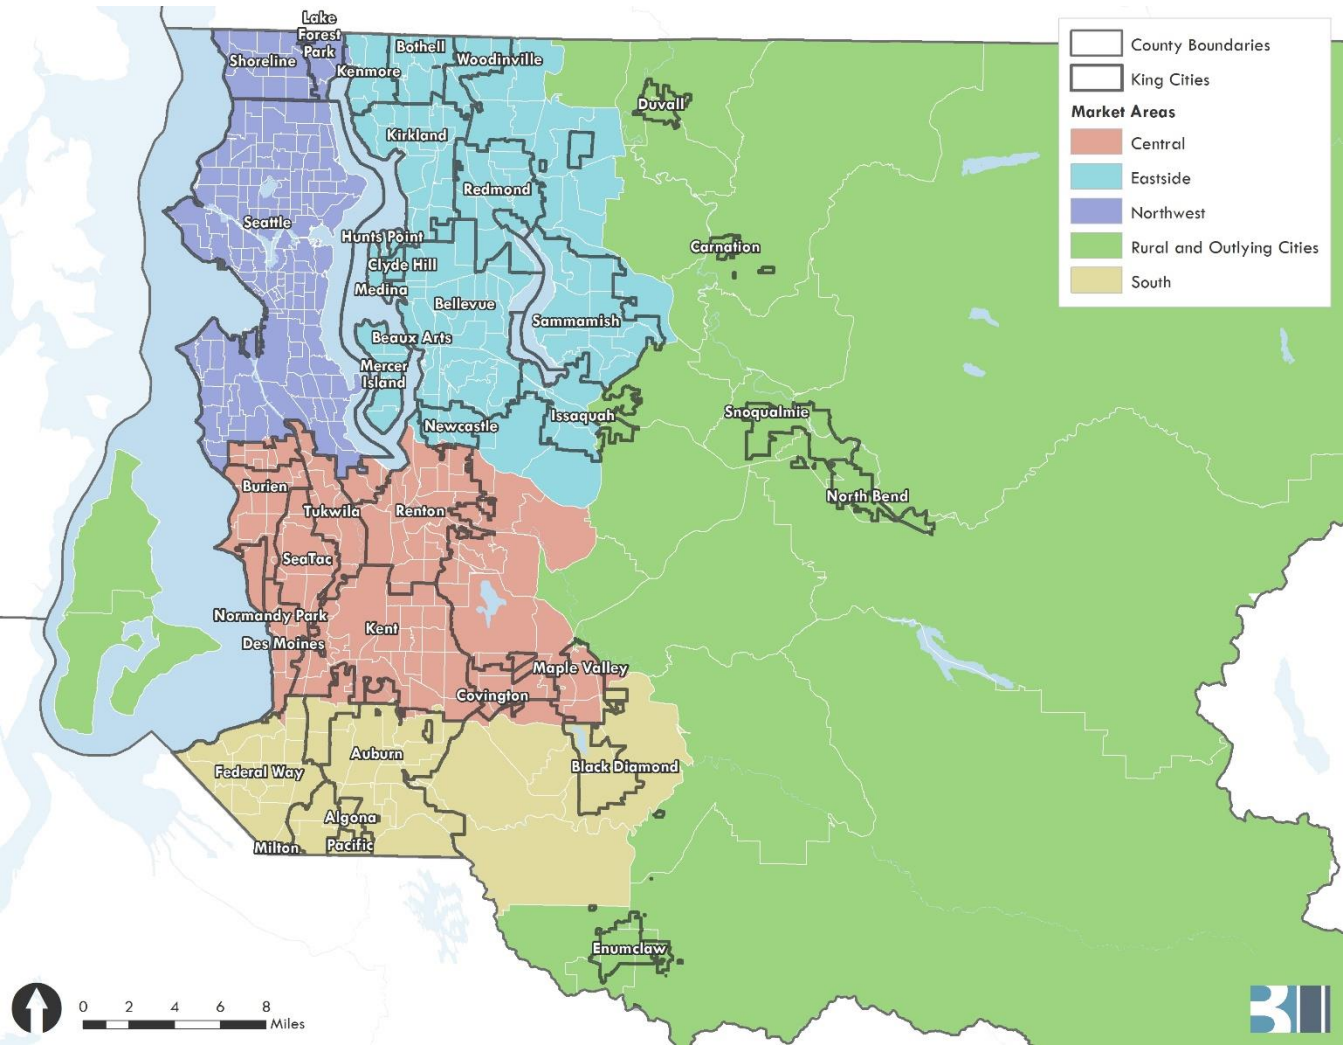 Lake
Forest
Park
Shoreline
Kenmore
Bothell
Woodinville
Duvall
Kirkland
Redmond
Seattle
Hunts Point
Clyde Hill
Medina
Carnation
Bellevue
Sammamish
Beaux Arts
Mercer
Island
Newcastle
Issaquah
Snoqualmie
North Bend
Burien
Tukwila
Renton
SeaTac
Normandy Park
Des Moines
Kent
Maple Valley
Covington
Federal Way
Auburn
Black Diamond
Algona
Milton
Pacific
Enumclaw
County Boundaries
King Cities
Market Areas
Central
Eastside
Northwest
Rural and Outlying Cities
South
0 2 4 6 8
Miles